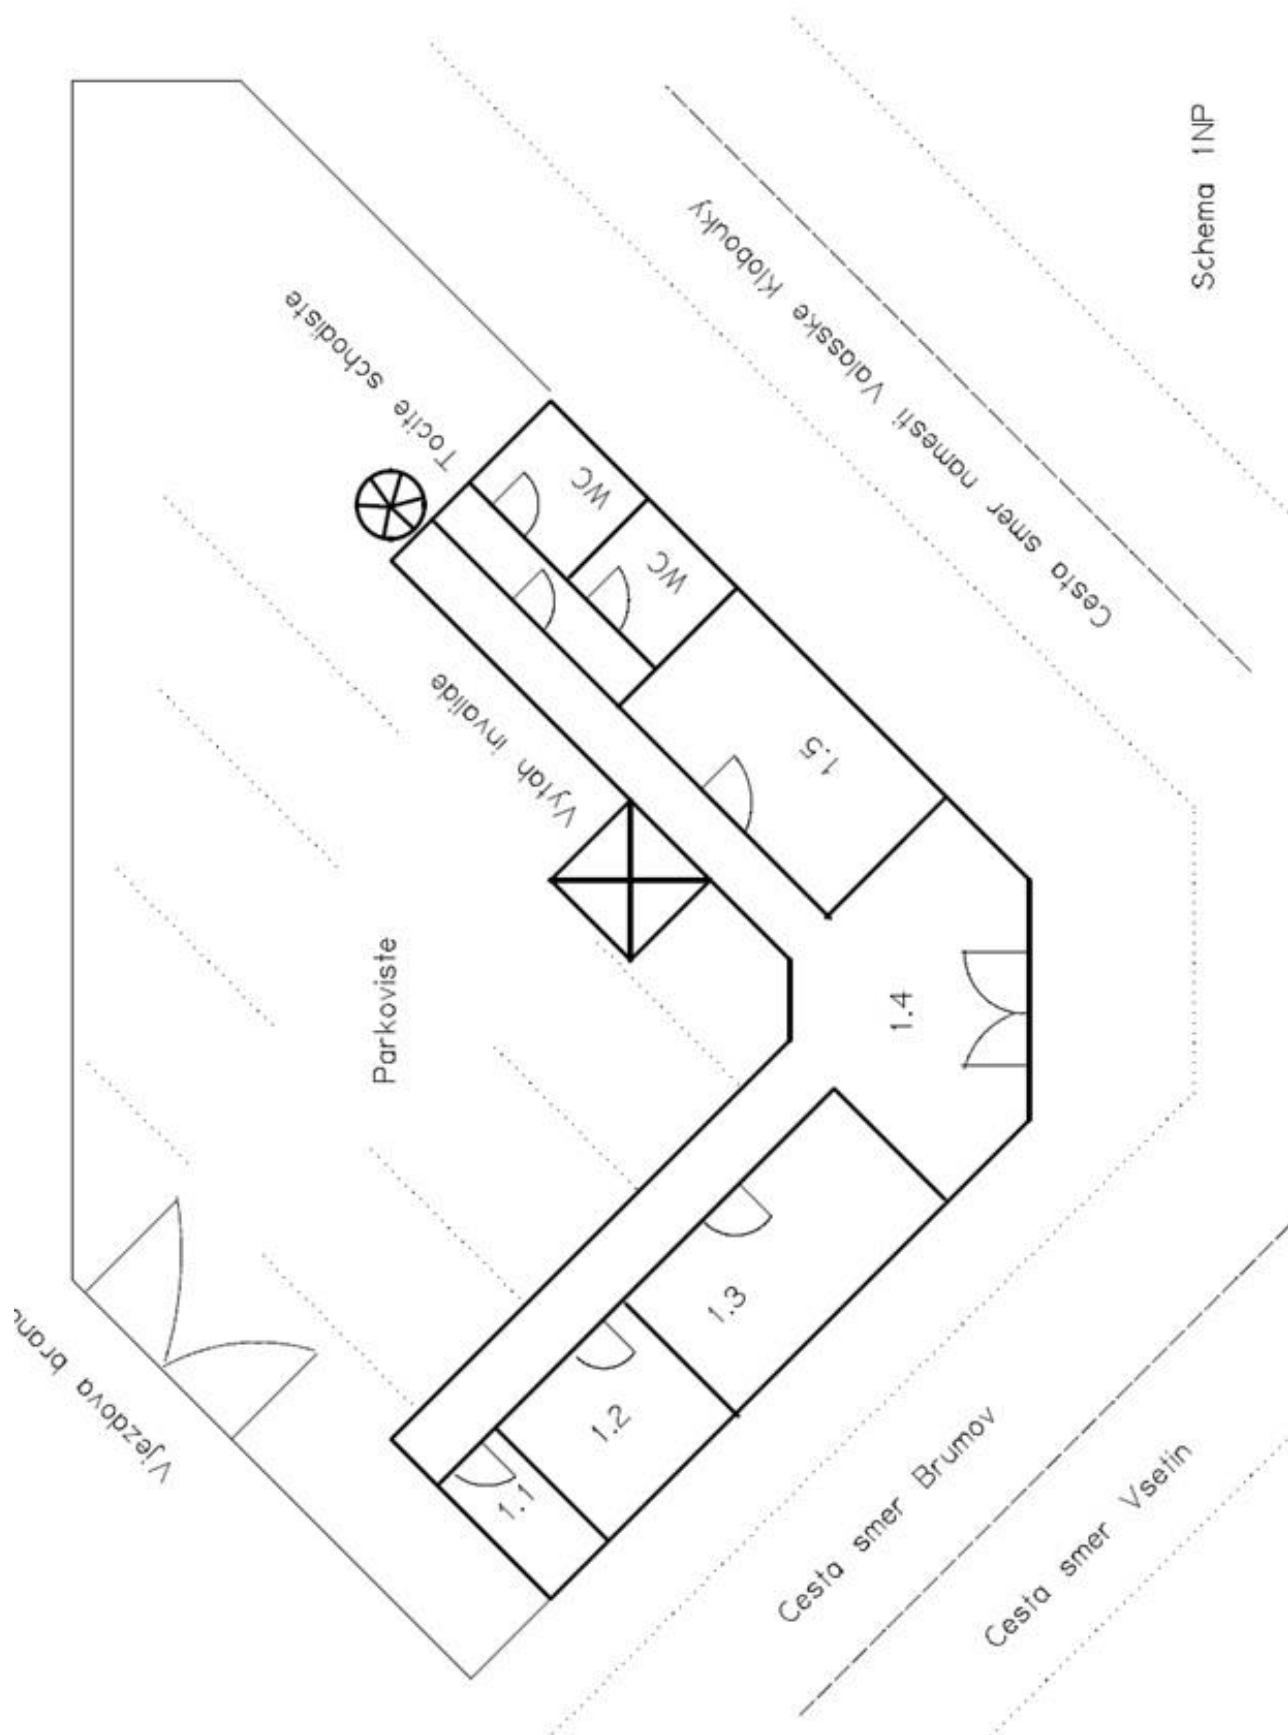 Schema 1NP
Cesta smer namesti Valasske Klobouky
Tocite schodiste
WC
WC
Vytah invalide
1.5
Parkoviste
1.4
1.3
1.2
1.1
Vjezdova
Cesta smer Brumov
Cesta smer Vsetin